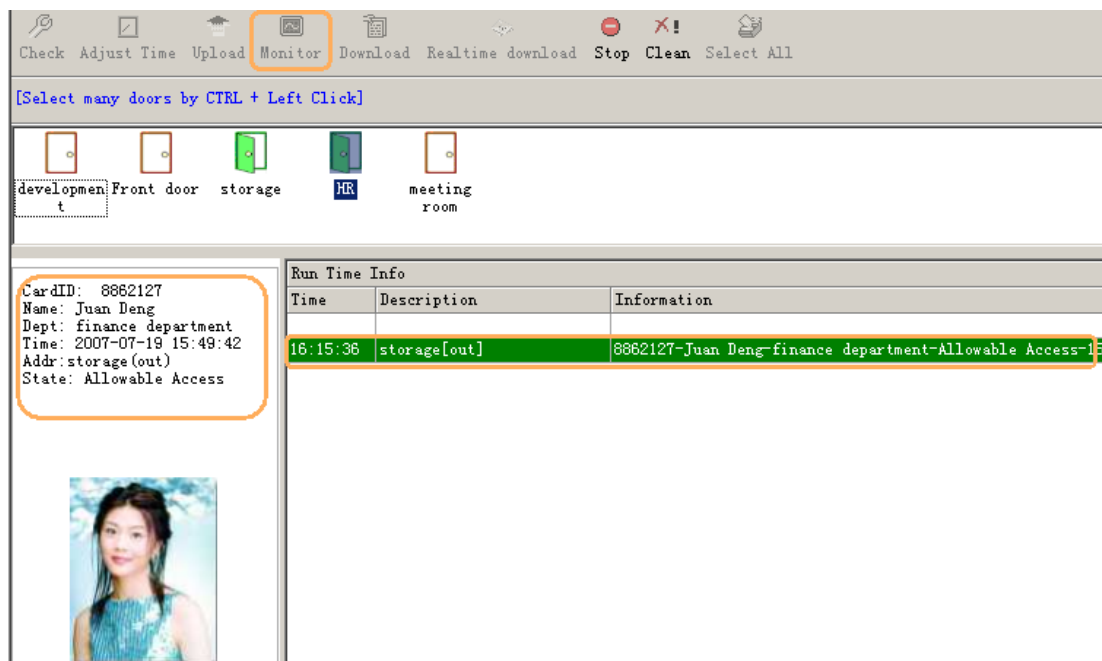 Check Adjust Time Upload Monitor Download Realtime download Stop Clean Select All
[Select many doors by CTRL + Left Click]
developmen
t
Front door
storage
HR
meeting
room
CardID: 8862127
Name: Juan Deng
Dept: finance department
Time: 2007-07-19 15:49:42
Addr:storage(out)
State: Allowable Access
Run Time Info
Time Description Information
16:15:36 storage[out] 8862127-Juan Deng-finance department-Allowable Access-